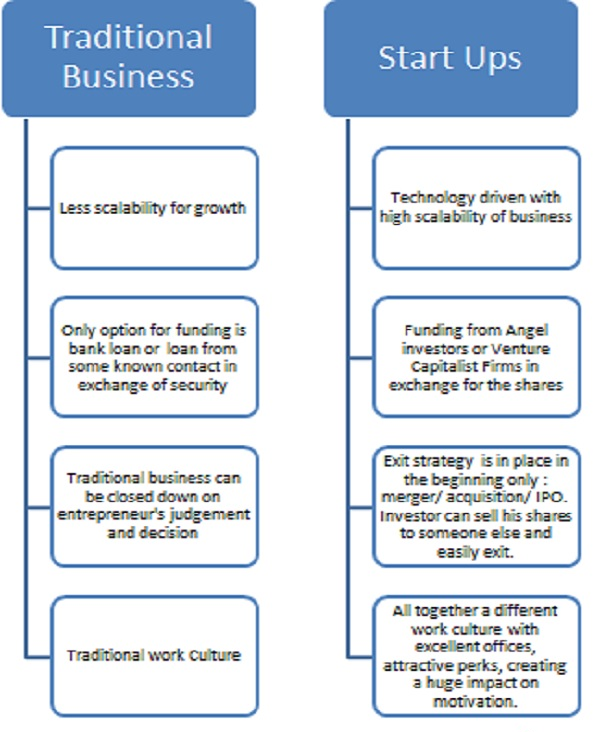 Traditional
Business
Less scalability for growth
Only option for funding is
bank loan or loan from
some known contact in
exchange of security
Traditional business can
be closed down on
entrepreneur's judgement
and decision
Traditional work Culture
Start Ups
Technology driven with
high scalability of business
Funding from Angel
investors or Venture
Capitalist Firms in
exchange for the shares
Exit strategy is in place in
the beginning only :
merger/ acquisition/ IPO.
Investor can sell his shares
to someone else and
easily exit.
All together a different
work culture with
excellent offices,
attractive perks, creating
a huge impact on
motivation.